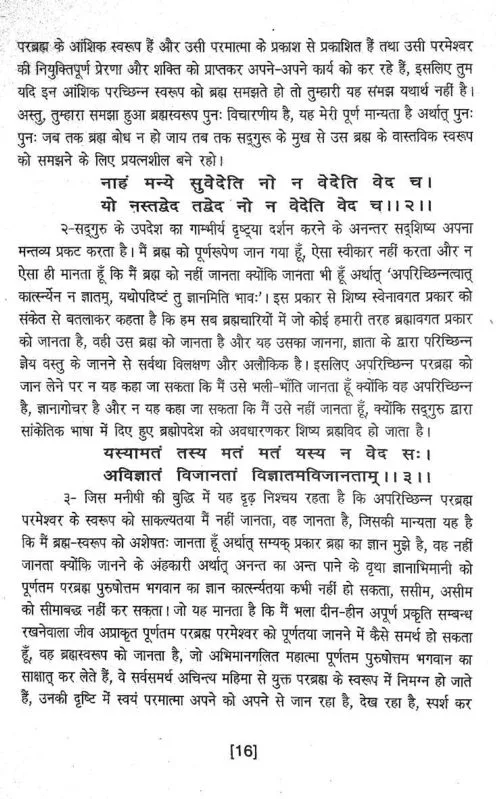 परब्रह्म के आंशिक स्वरूप हैं और उसी परमात्मा के प्रकाश से प्रकाशित हैं तथा उसी परमेश्वर
की नियुक्तिपूर्ण प्रेरणा और शक्ति को प्राप्तकर अपने-अपने कार्य को कर रहे हैं, इसलिए तुम
यदि इन आंशिक परच्छिन्न स्वरूप को ब्रह्म समझते हो तो तुम्हारी यह संमझ यथार्थ नहीं है।
अस्तु, तुम्हारा समझा हुआ ब्रह्मस्वरूप पुनः विचारणीय है, यह मेरी पूर्ण मान्यता है अर्थात् पुनः
पुनः जब तक ब्रह्म बोध न हो जाय तब तक सद्गुरू के मुख से उस ब्रह्म के वास्तविक स्वरूप
को समझने के लिए प्रयत्नशील बने रहो।
नाहं मन्ये सुवेदेति नो न वेदेति वेद च।
यो नस्तद्वेद तद्वेद नो न वेदेति वेद च।।२।।
२-सद्गुरु के उपदेश का गाम्भीर्य दृष्ट्या दर्शन करने के अनन्तर सद्शिष्य अपना
मन्तव्य प्रकट करता है। मैं ब्रह्म को पूर्णरूपेण जान गया हूँ, ऐसा स्वीकार नहीं करता और न
ऐसा ही मानता हूँ कि मैं ब्रह्म को नहीं जानता क्योंकि जानता भी हूँ अर्थात् 'अपरिच्छिन्नत्वात्
कार्त्स्न्येन न ज्ञातम्, यथोपदिष्टं तु ज्ञानमिति भावः'। इस प्रकार से शिष्य स्वेनावगत प्रकार को
संकेत से बतलाकर कहता है कि हम सब ब्रह्मचारियों में जो कोई हमारी तरह ब्रह्मावगत प्रकार
को जानता है, वही उस ब्रह्म को जानता है और यह उसका जानना, ज्ञाता के द्वारा परिच्छिन्न
ज्ञेय वस्तु के जानने से सर्वथा विलक्षण और अलौकिक है। इसलिए अपरिच्छिन्न परब्रह्म को
जान लेने पर न यह कहा जा सकता कि मैं उसे भली-भाँति जानता हूँ क्योंकि वह अपरिच्छिन्न
है, ज्ञानागोचर है और न यह कहा जा सकता कि मैं उसे नहीं जानता हूँ, क्योंकि सद्गुरु द्वारा
सांकेतिक भाषा में दिए हुए ब्रह्मोपदेश को अवधारणकर शिष्य ब्रह्मविद हो जाता है।
यस्यामतं तस्य मतं मतं यस्य न वेद सः।
अविज्ञातं विजानतां विज्ञातमविजानताम्।।३।।
३- जिस मनीषी की बुद्धि में यह दृढ़ निश्चय रहता है कि अपरिच्छिन्न परब्रह्म
परमेश्वर के स्वरूप को साकल्यतया मैं नहीं जानता, वह जानता है, जिसकी मान्यता यह है
कि मैं ब्रह्म-स्वरूप को अशेषतः जानता हूँ अर्थात् सम्यक् प्रकार ब्रह्म का ज्ञान मुझे है, वह नहीं
जानता क्योंकि जानने के अंहकारी अर्थात् अनन्त का अन्त पाने के वृथा ज्ञानाभिमानी को
पूर्णतम परब्रह्म पुरुषोत्तम भगवान का ज्ञान कार्त्स्न्यतया कभी नहीं हो सकता, ससीम, असीम
को सीमाबद्ध नहीं कर सकता। जो यह मानता है कि मैं भला दीन-हीन अपूर्ण प्रकृति सम्बन्ध
रखनेवाला जीव अप्राकृत पूर्णतम परब्रह्म परमेश्वर को पूर्णतया जानने में कैसे समर्थ हो सकता
हूँ, वह ब्रह्मस्वरूप को जानता है, जो अभिमानगलित महात्मा पूर्णतम पुरुषोत्तम भगवान का
साक्षात् कर लेते हैं, वे सर्वसमर्थ अचिन्त्य महिमा से युक्त परब्रह्म के स्वरूप में निमग्न हो जाते
हैं, उनकी दृष्टि में स्वयं परमात्मा अपने को अपने से जान रहा है, देख रहा है, स्पर्श कर
[16]